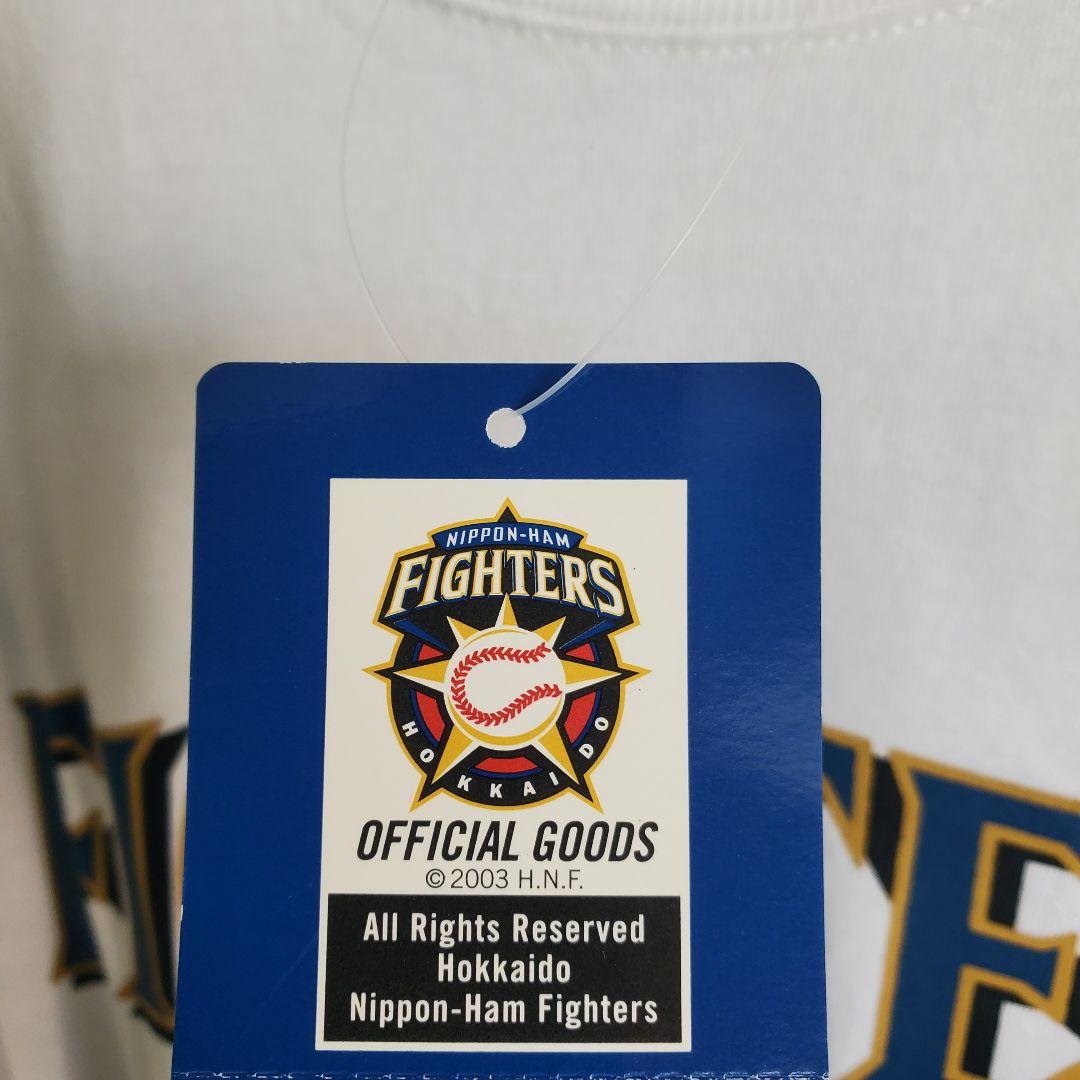 NIPPON-HAM
FIGHTERS
HOKKAIDO
OFFICIAL GOODS
© 2003 H.N.F.
All Rights Reserved
Hokkaido
Nippon-Ham Fighters